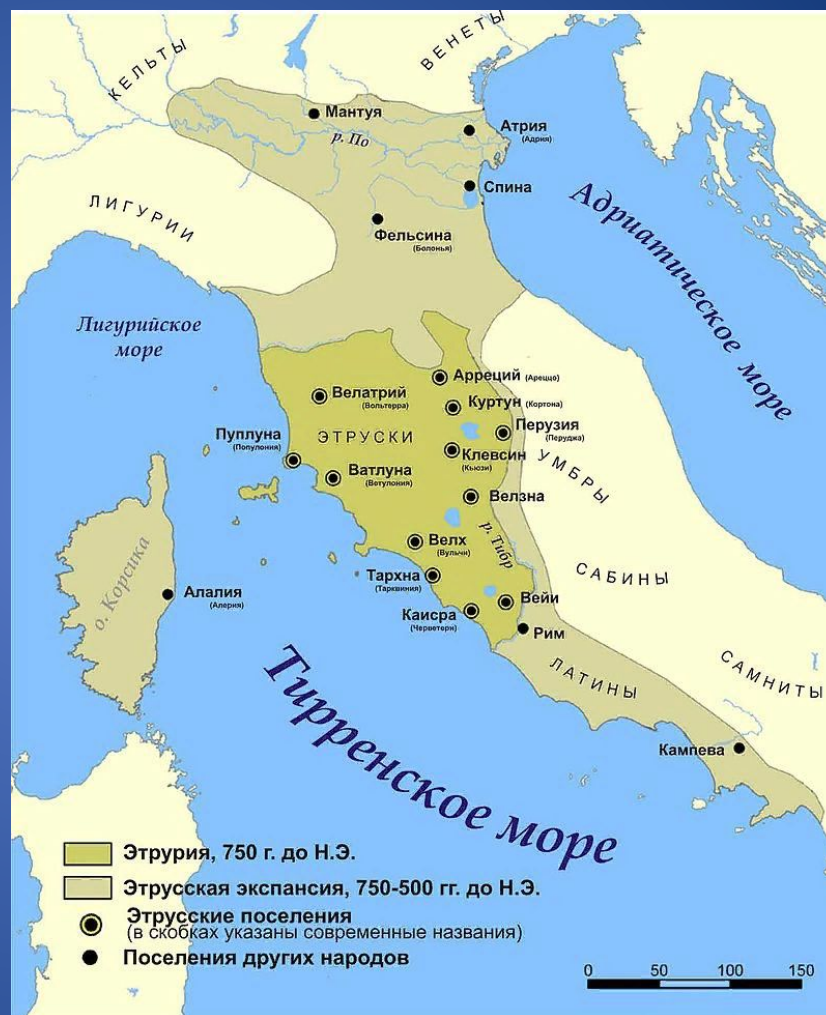 КЕЛЬТЫ
ВЕНЕТЫ
Мантуя
р. По
Атрия
(Адрия)
Спина
ЛИГУРИИ
Фельсина
(Болонья)
Адриатическое море
Лигурийское
море
Арреций (Ареццо)
Велатрий
(Вольтерра)
Куртун (Кортона)
Перузия
(Перуджа)
ЭТРУСКИ
Пуплуна
(Популония)
Клевсин
(Кьюзи)
УМБРЫ
Ватлуна
(Ветулония)
Велзна
р. Тибр
Велх
(Вульчи)
о. Корсика
САБИНЫ
Тархна
(Тарквиния)
Алалия
(Алерия)
Вейи
Каисра
(Черветери)
Рим
ЛАТИНЫ
САМНИТЫ
Тирренское море
Кампева
Этрурия, 750 г. до Н.Э.
Этрусская экспансия, 750-500 гг. до Н.Э.
Этрусские поселения
(в скобках указаны современные названия)
Поселения других народов
0 50 100 150